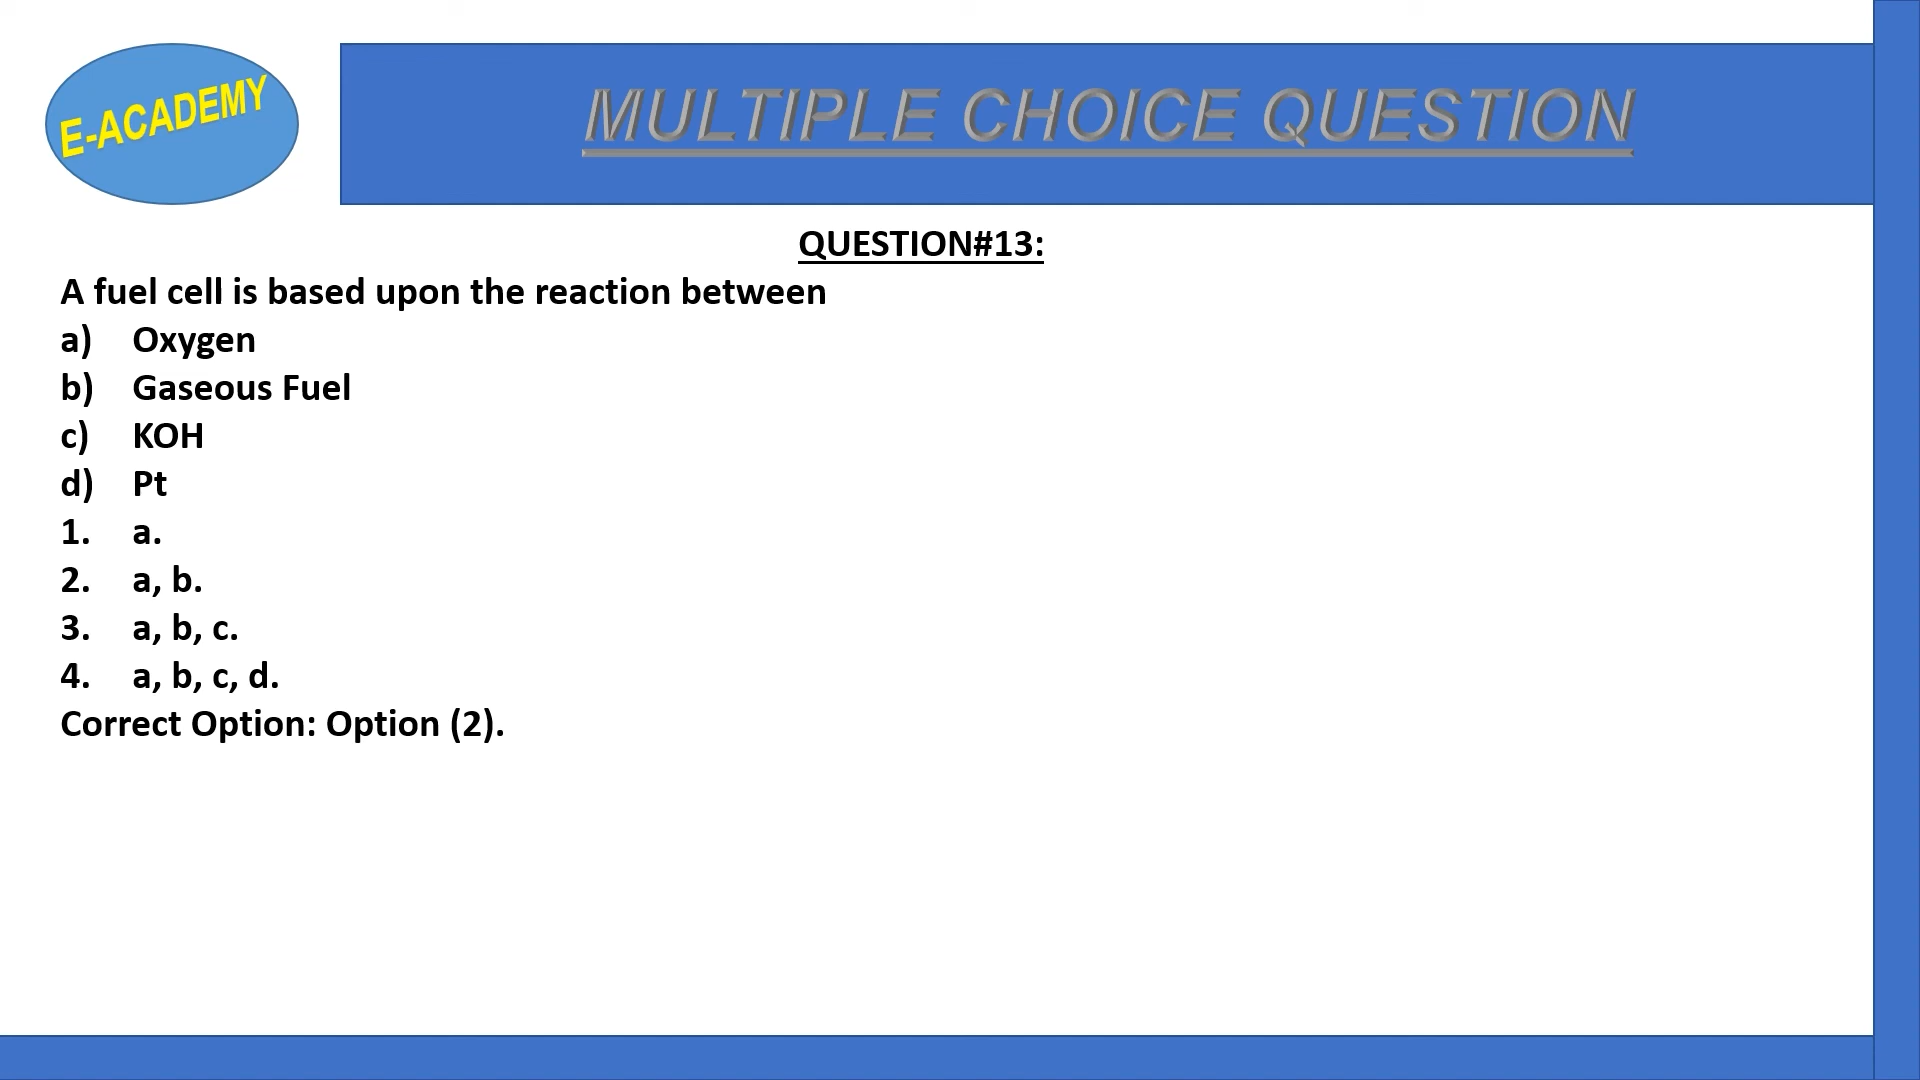 E-ACADEMY
MULTIPLE CHOICE QUESTION
QUESTION#13:
A fuel cell is based upon the reaction between
a) Oxygen
b) Gaseous Fuel
c) KOH
d) Pt
1. a.
2. a, b.
3. a, b, c.
4. a, b, c, d.
Correct Option: Option (2).